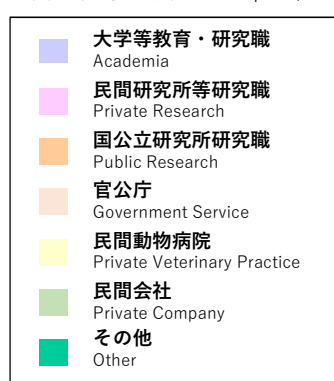 大学等教育・研究職
Academia
民間研究所等研究職
Private Research
国公立研究所研究職
Public Research
官公庁
Government Service
民間動物病院
Private Veterinary Practice
民間会社
Private Company
その他
Other